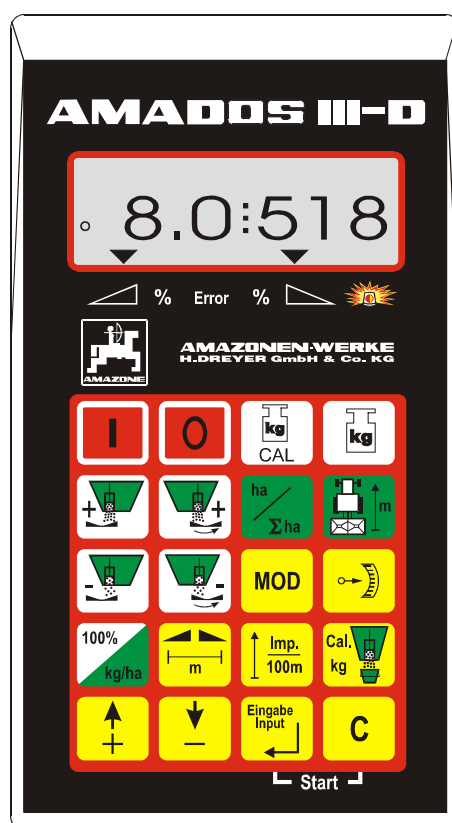 AMADOS III-D
8.0:518
% Error %
AMAZONE
AMAZONEN-WERKE
H.DREYER GmbH & Co. KG
I O kg CAL kg
+ + ha Σha m
- - MOD
100% kg/ha m Imp. 100m Cal. kg
+ - Eingabe Input C
Start